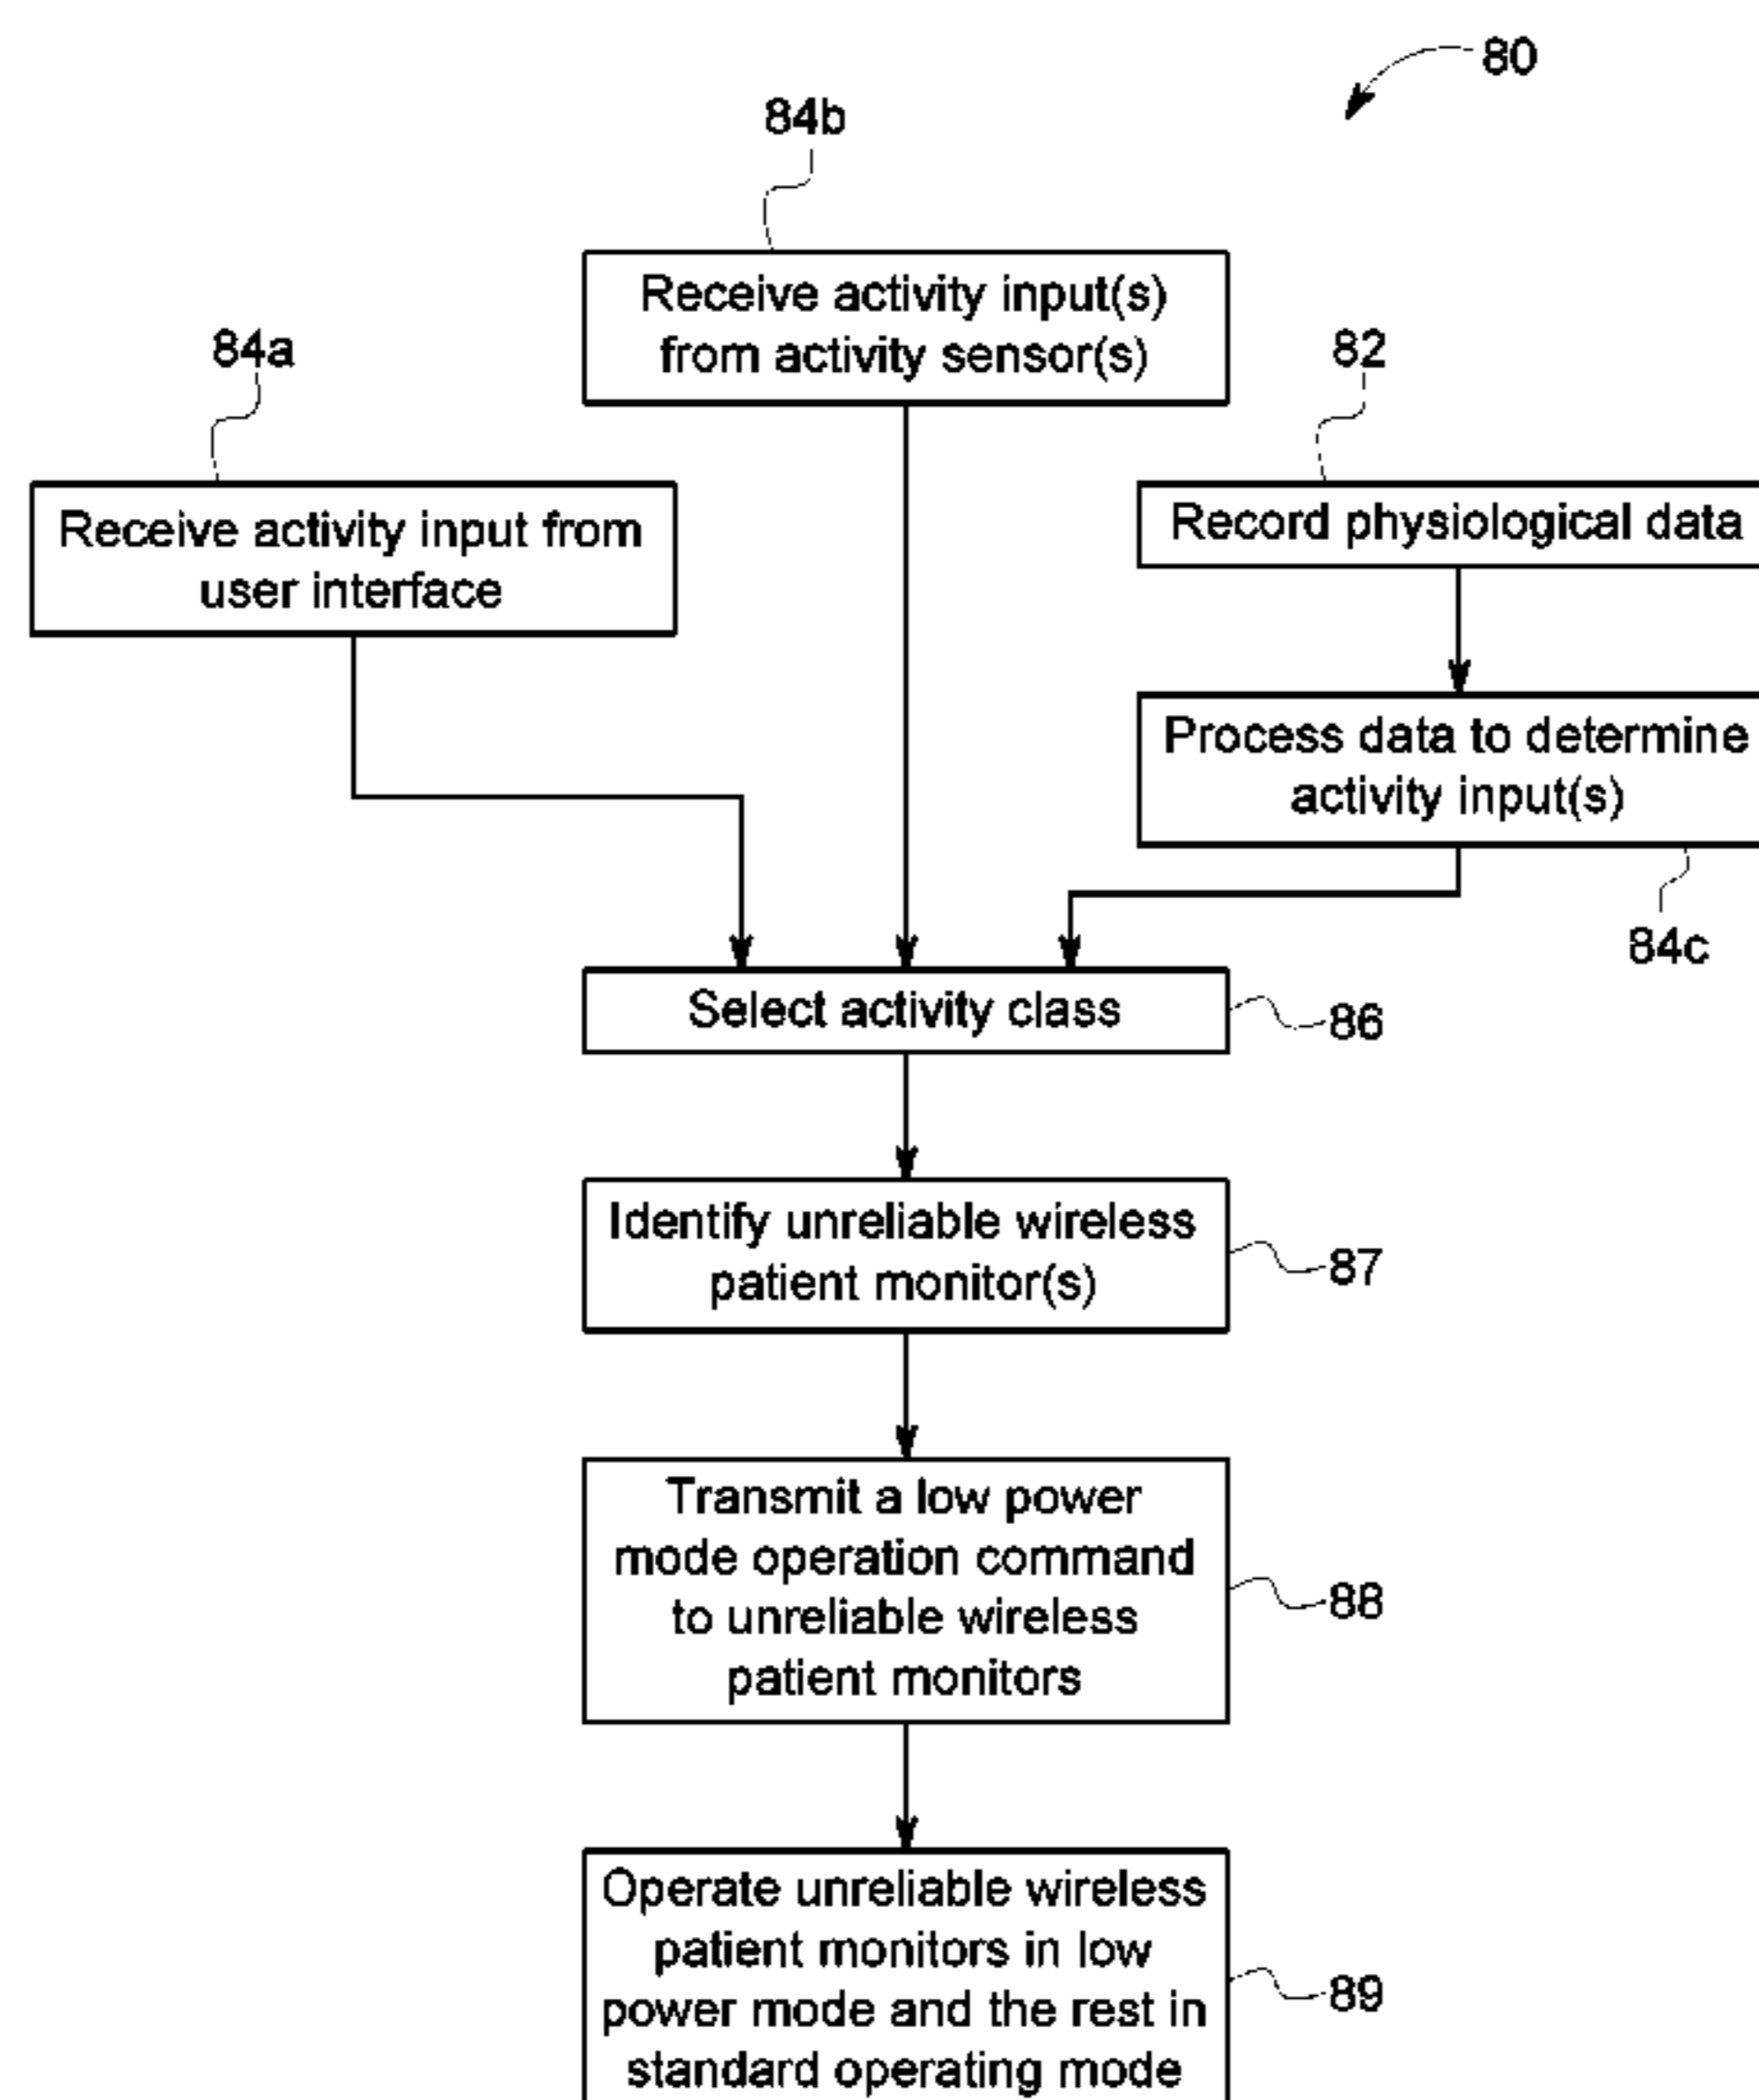 80
84b
Receive activity input(s)
from activity sensor(s)
84a
Receive activity input from
user interface
82
Record physiological data
Process data to determine
activity input(s)
84c
Select activity class
86
Identify unreliable wireless
patient monitor(s)
87
Transmit a low power
mode operation command
to unreliable wireless
patient monitors
88
Operate unreliable wireless
patient monitors in low
power mode and the rest in
standard operating mode
89